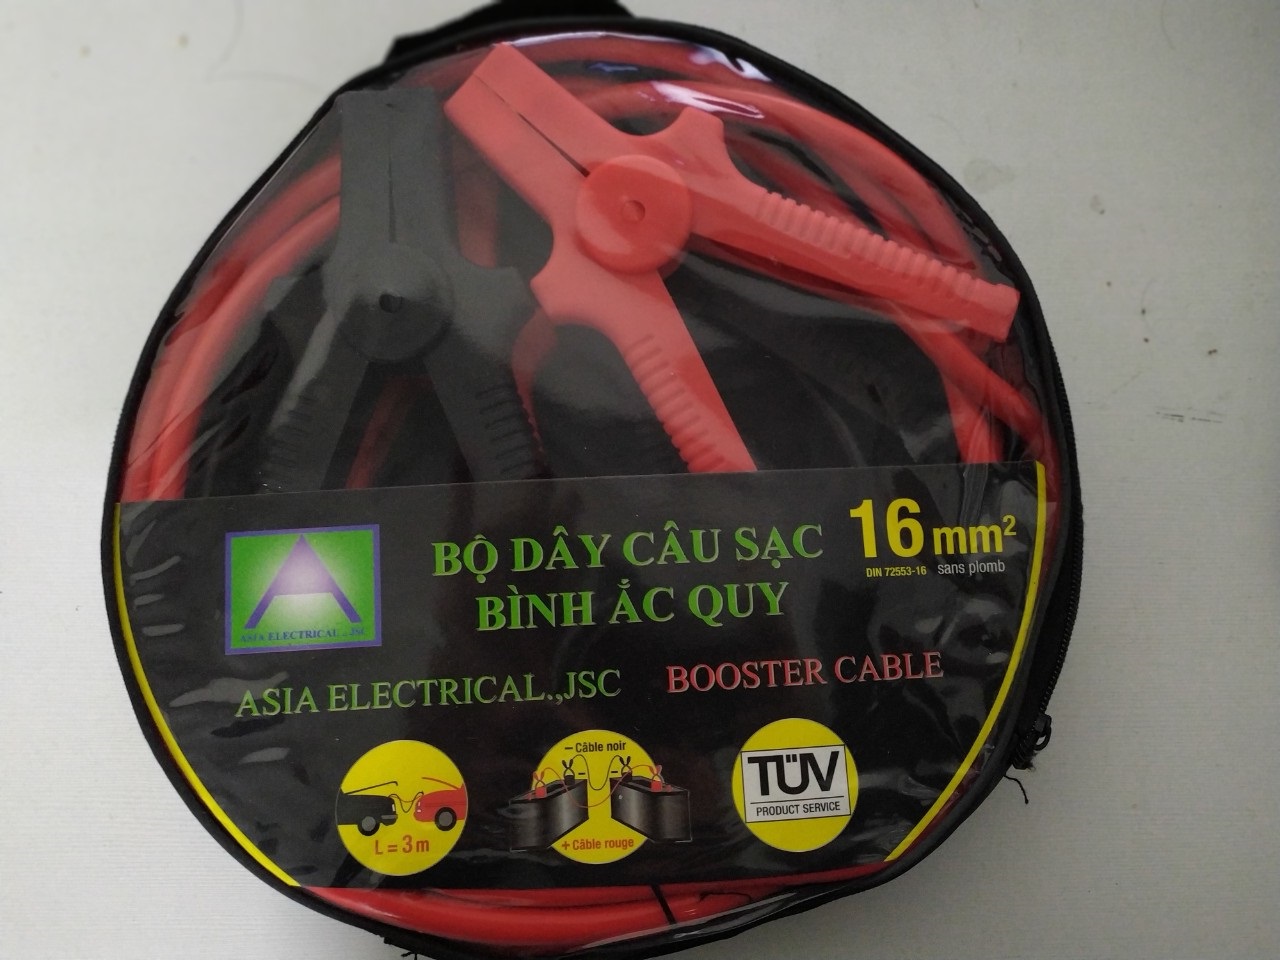 BỘ DÂY CÂU SẠC
BÌNH ẮC QUY
16 mm²
DIN 72553-16 sans plomb
ASIA ELECTRICAL., JSC
ASIA ELECTRICAL.,JSC
BOOSTER CABLE
L = 3 m
– Câble noir
+ Câble rouge
TÜV
PRODUCT SERVICE